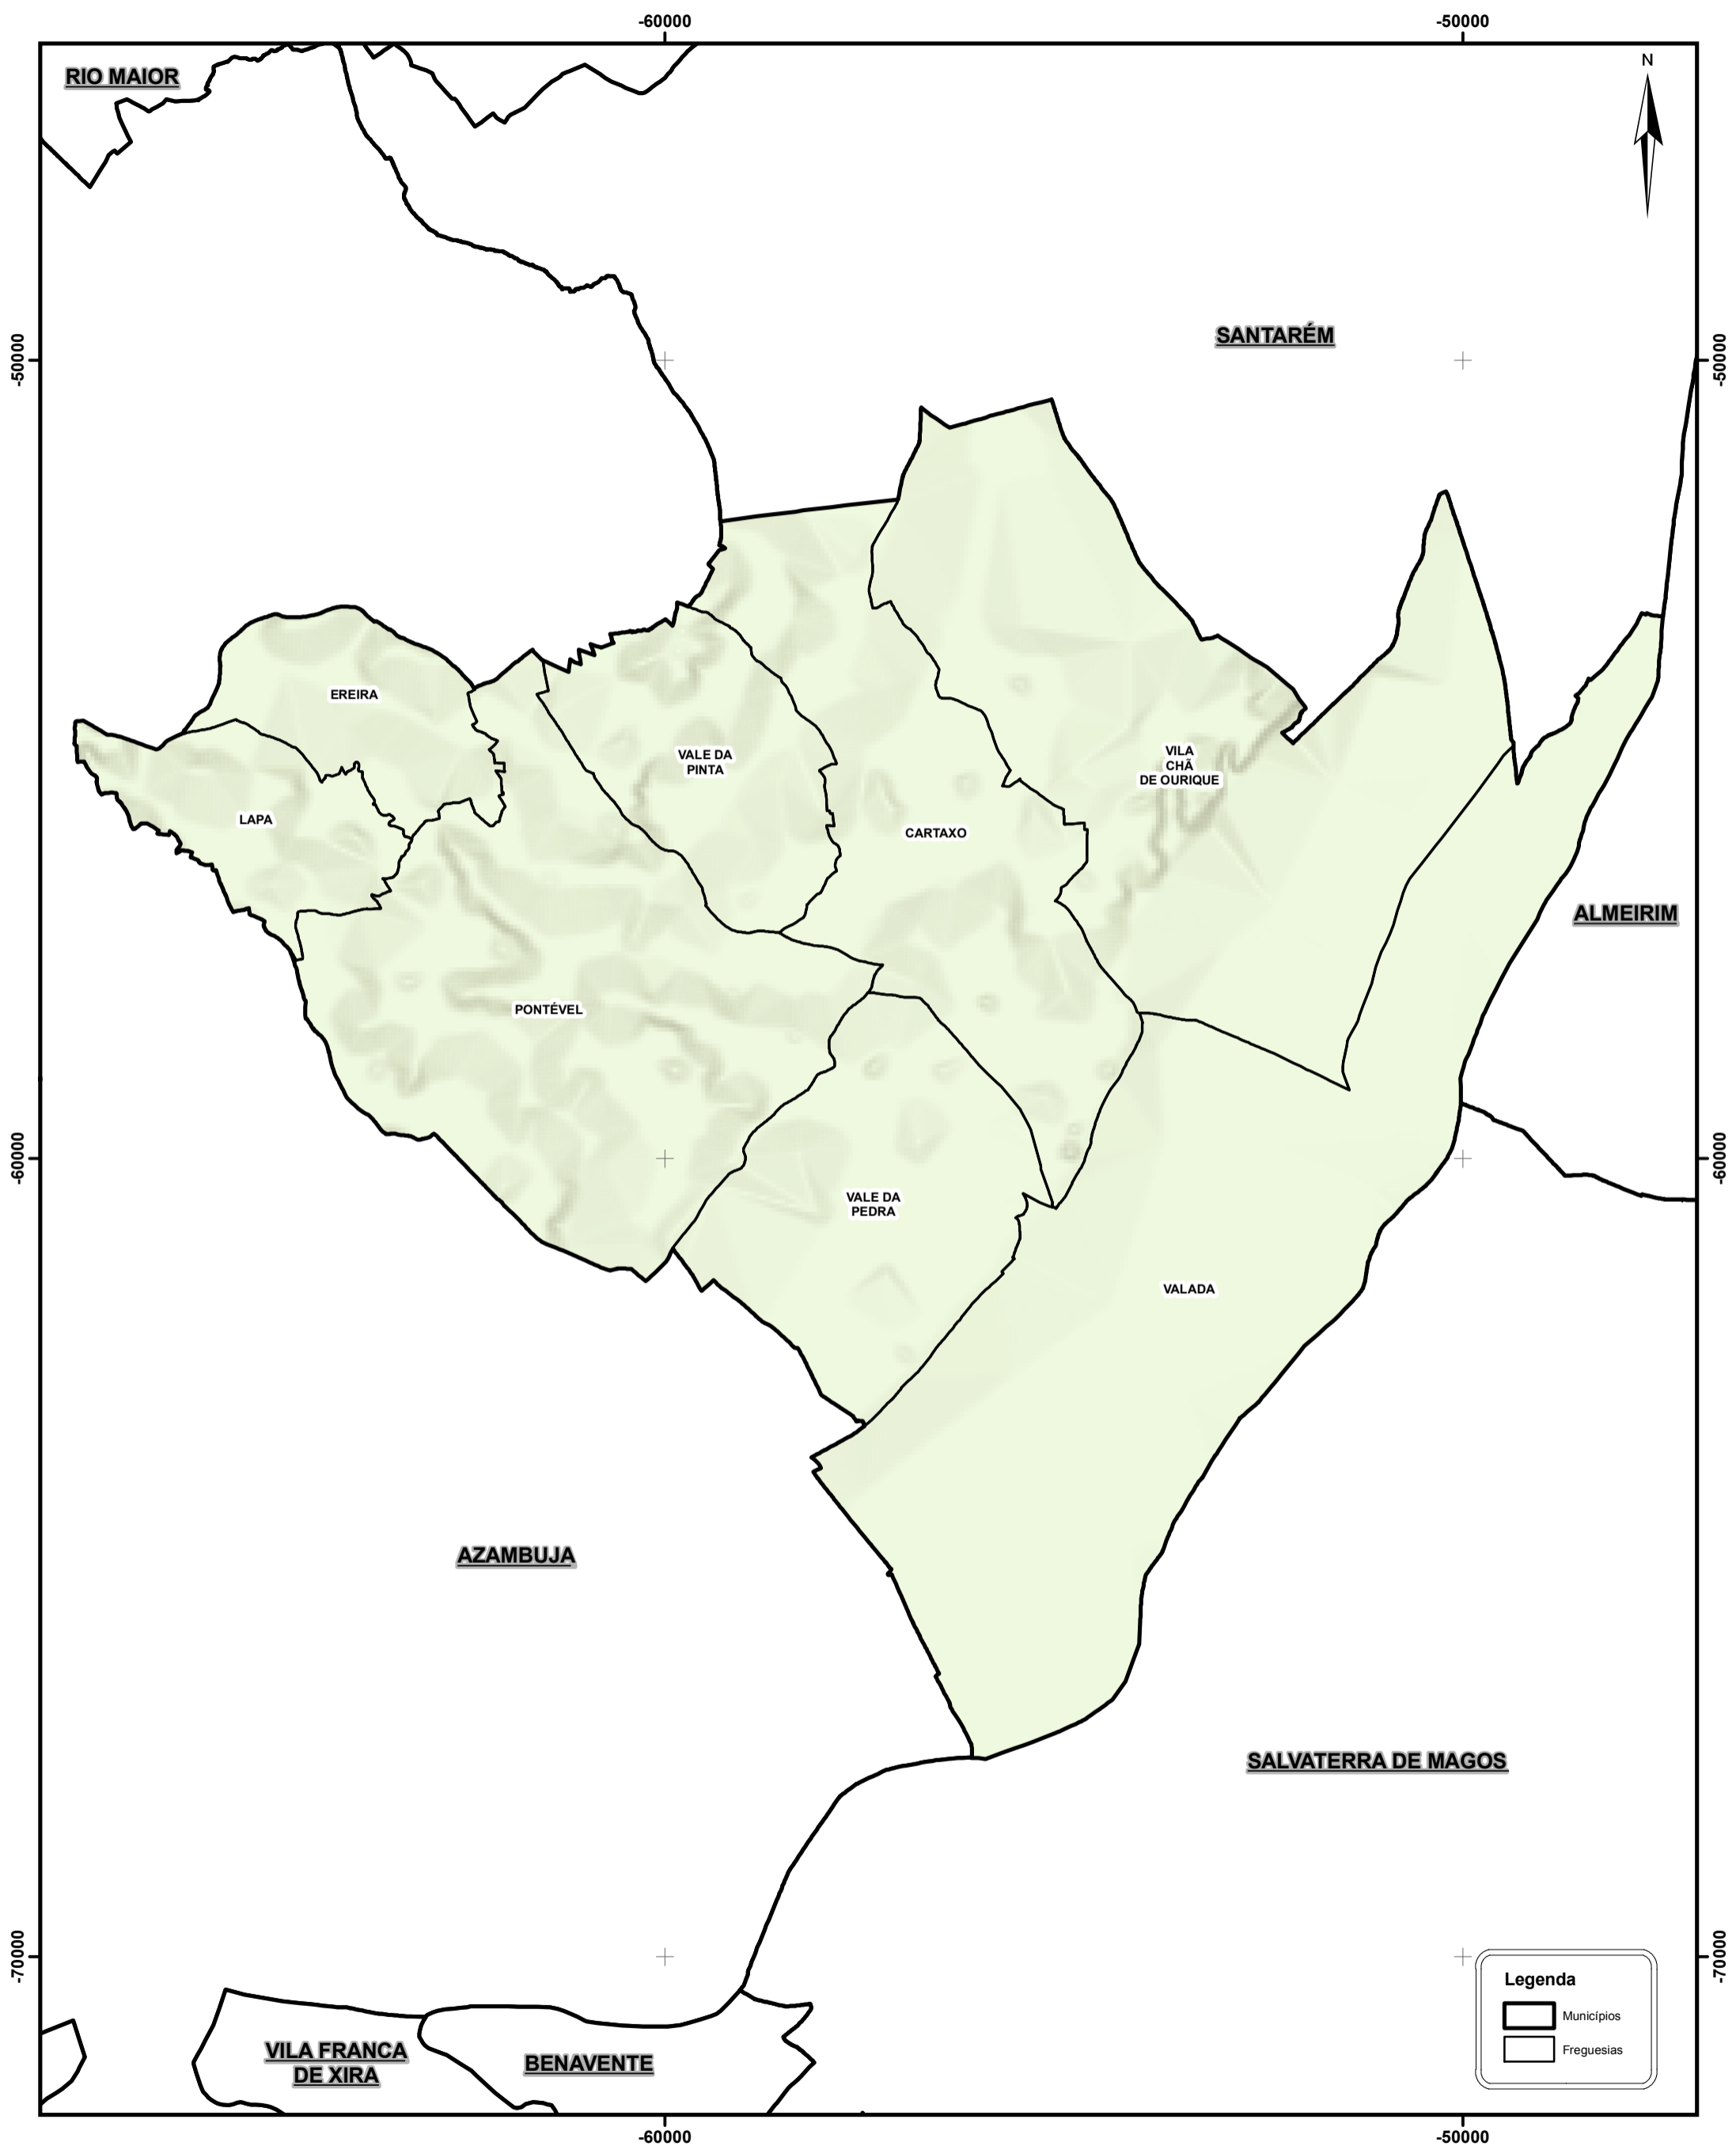 -60000
-50000
RIO MAIOR
N
SANTARÉM
-50000
-50000
EREIRA
VALE DA
PINTA
VILA
CHÃ
DE OURIQUE
LAPA
CARTAXO
ALMEIRIM
PONTÉVEL
-60000
-60000
VALE DA
PEDRA
VALADA
AZAMBUJA
SALVATERRA DE MAGOS
-70000
-70000
Legenda
Municípios
Freguesias
VILA FRANCA
DE XIRA
BENAVENTE
-60000
-50000